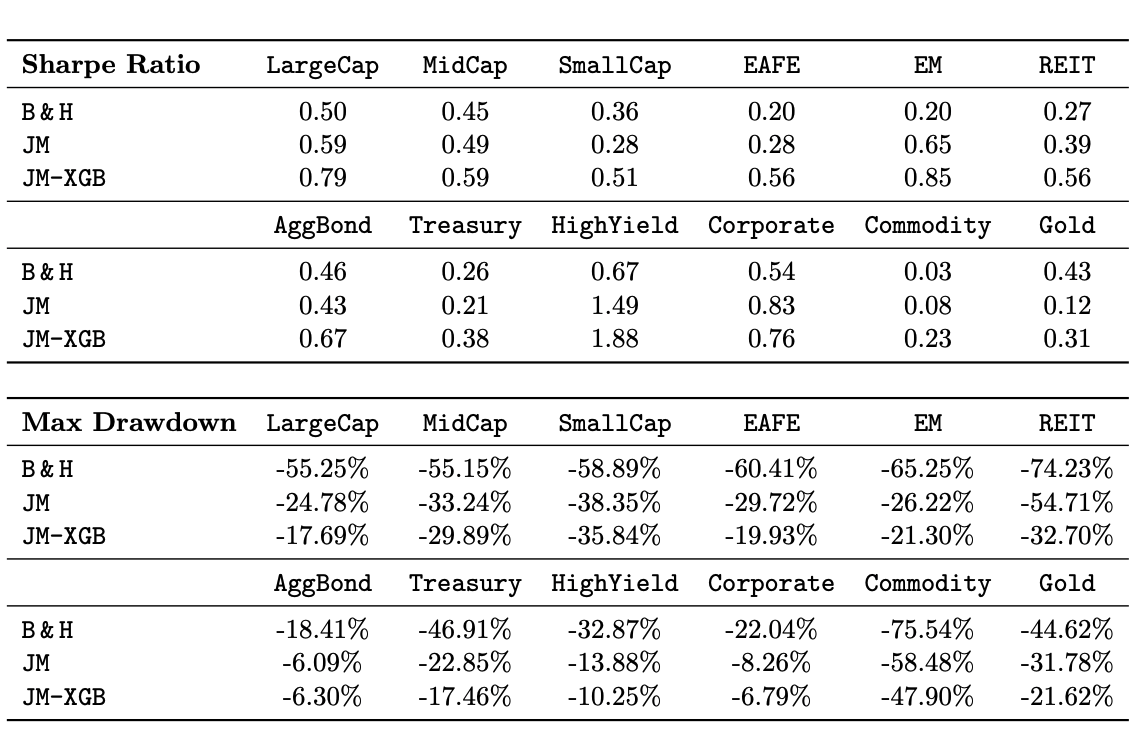 Sharpe Ratio LargeCap MidCap SmallCap EAFE EM REIT
B&H 0.50 0.45 0.36 0.20 0.20 0.27
JM 0.59 0.49 0.28 0.28 0.65 0.39
JM-XGB 0.79 0.59 0.51 0.56 0.85 0.56
AggBond Treasury HighYield Corporate Commodity Gold
B&H 0.46 0.26 0.67 0.54 0.03 0.43
JM 0.43 0.21 1.49 0.83 0.08 0.12
JM-XGB 0.67 0.38 1.88 0.76 0.23 0.31
Max Drawdown LargeCap MidCap SmallCap EAFE EM REIT
B&H -55.25% -55.15% -58.89% -60.41% -65.25% -74.23%
JM -24.78% -33.24% -38.35% -29.72% -26.22% -54.71%
JM-XGB -17.69% -29.89% -35.84% -19.93% -21.30% -32.70%
AggBond Treasury HighYield Corporate Commodity Gold
B&H -18.41% -46.91% -32.87% -22.04% -75.54% -44.62%
JM -6.09% -22.85% -13.88% -8.26% -58.48% -31.78%
JM-XGB -6.30% -17.46% -10.25% -6.79% -47.90% -21.62%